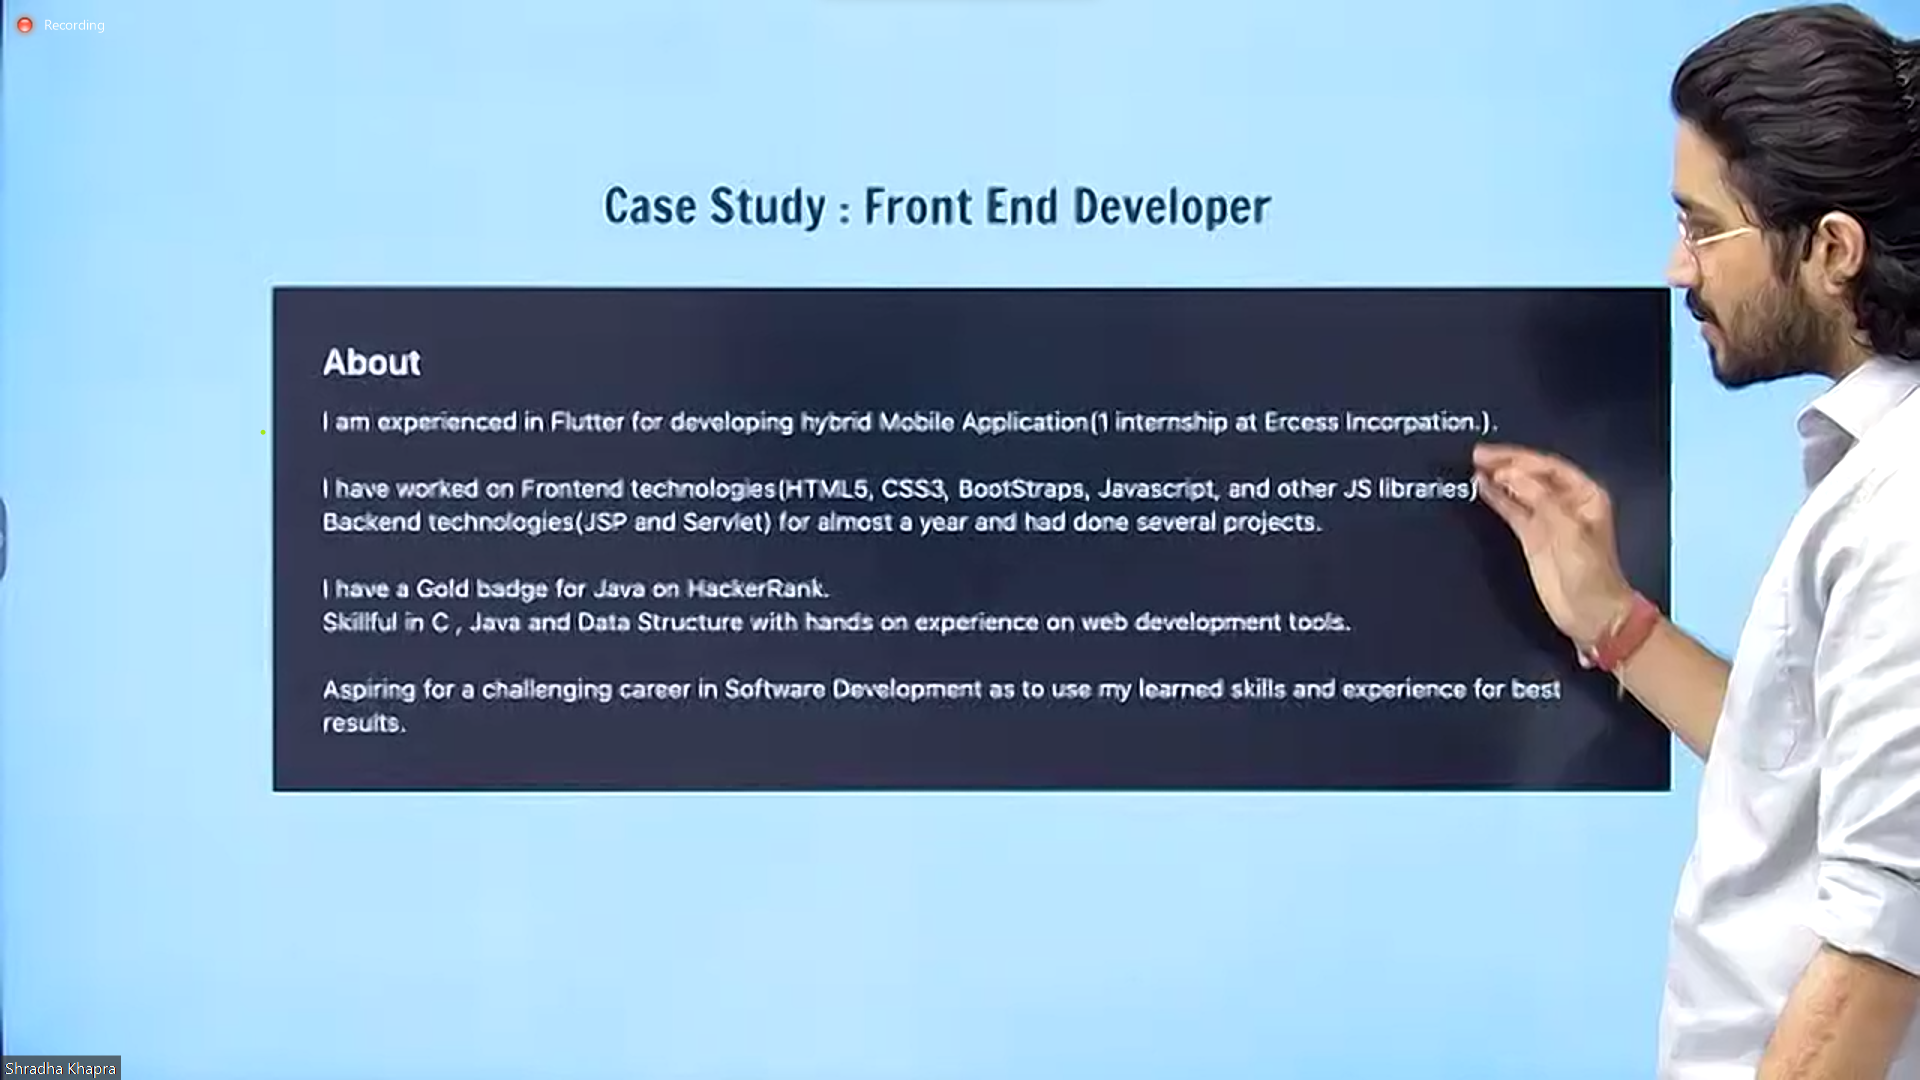 Recording
Case Study : Front End Developer
About
I am experienced in Flutter for developing hybrid Mobile Application(1 internship at Ercess Incorpation.).
I have worked on Frontend technologies(HTML5, CSS3, BootStraps, Javascript, and other JS libraries)
Backend technologies(JSP and Servlet) for almost a year and had done several projects.
I have a Gold badge for Java on HackerRank.
Skillful in C , Java and Data Structure with hands on experience on web development tools.
Aspiring for a challenging career in Software Development as to use my learned skills and experience for best
results.
Shradha Khapra